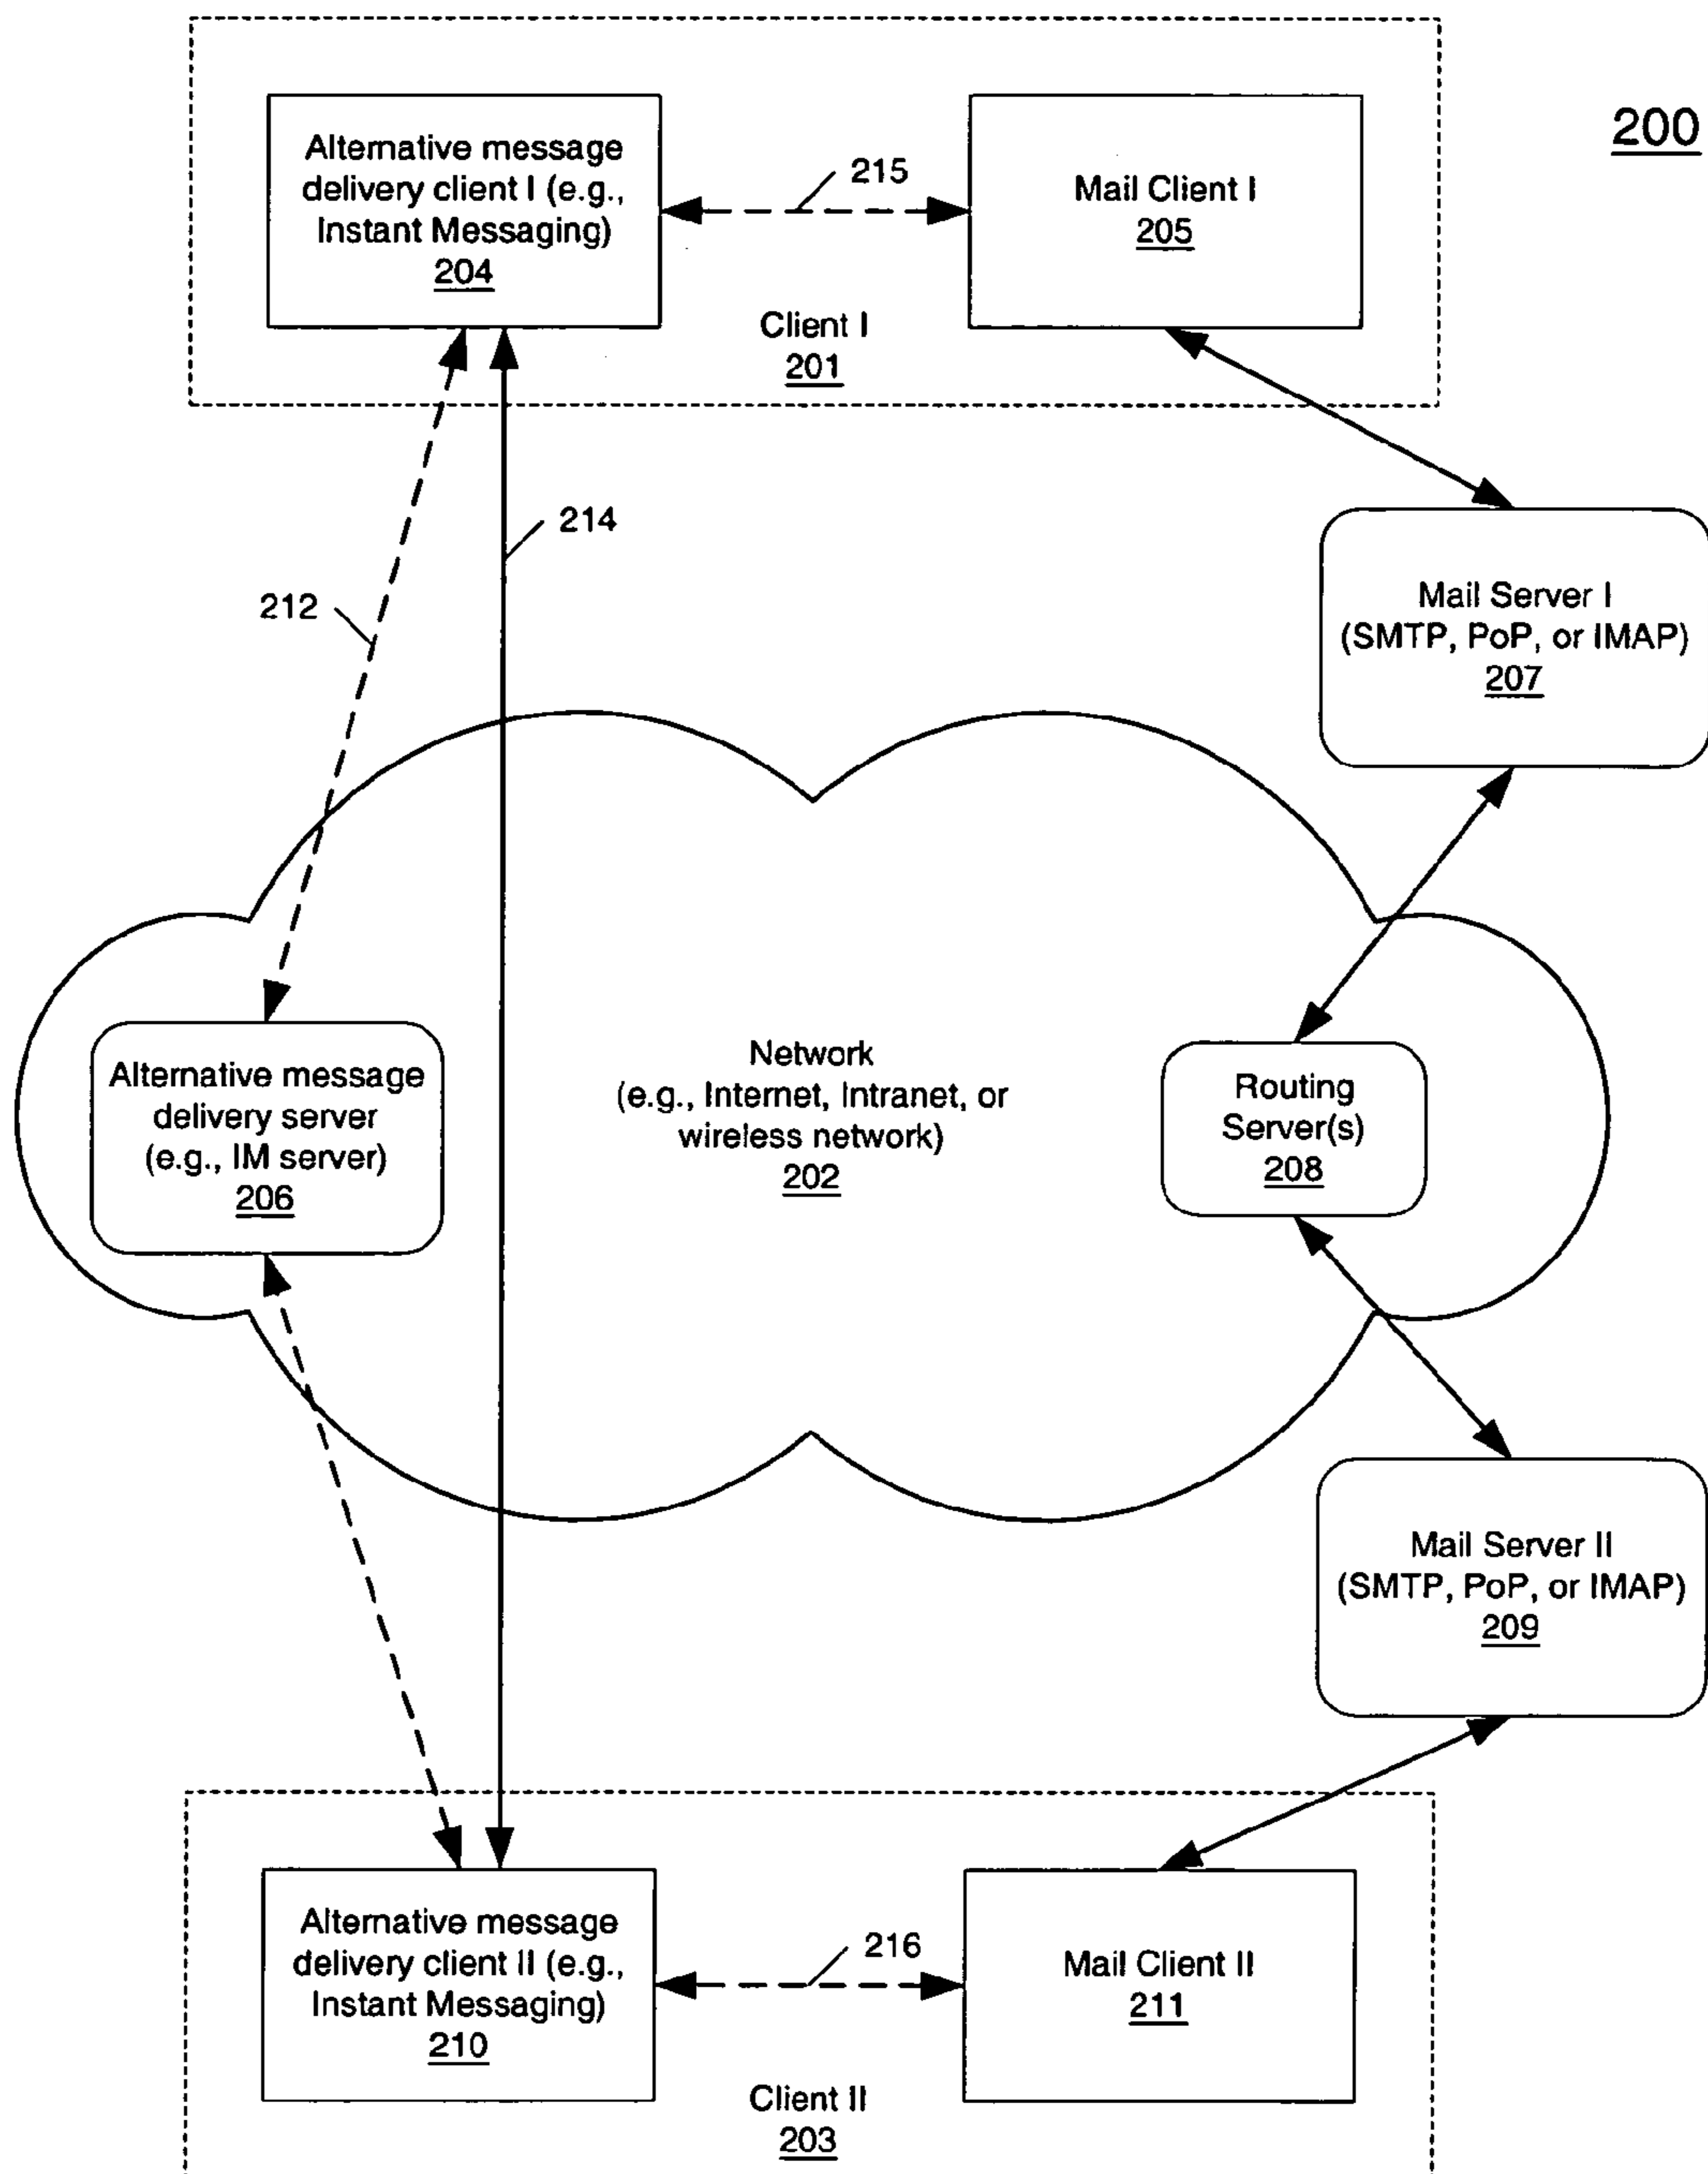 200
Alternative message
delivery client I (e.g.,
Instant Messaging)
204
215
Mail Client I
205
Client I
201
214
212
Mail Server I
(SMTP, PoP, or IMAP)
207
Alternative message
delivery server
(e.g., IM server)
206
Network
(e.g., Internet, Intranet, or
wireless network)
202
Routing
Server(s)
208
Mail Server II
(SMTP, PoP, or IMAP)
209
Alternative message
delivery client II (e.g.,
Instant Messaging)
210
216
Mail Client II
211
Client II
203